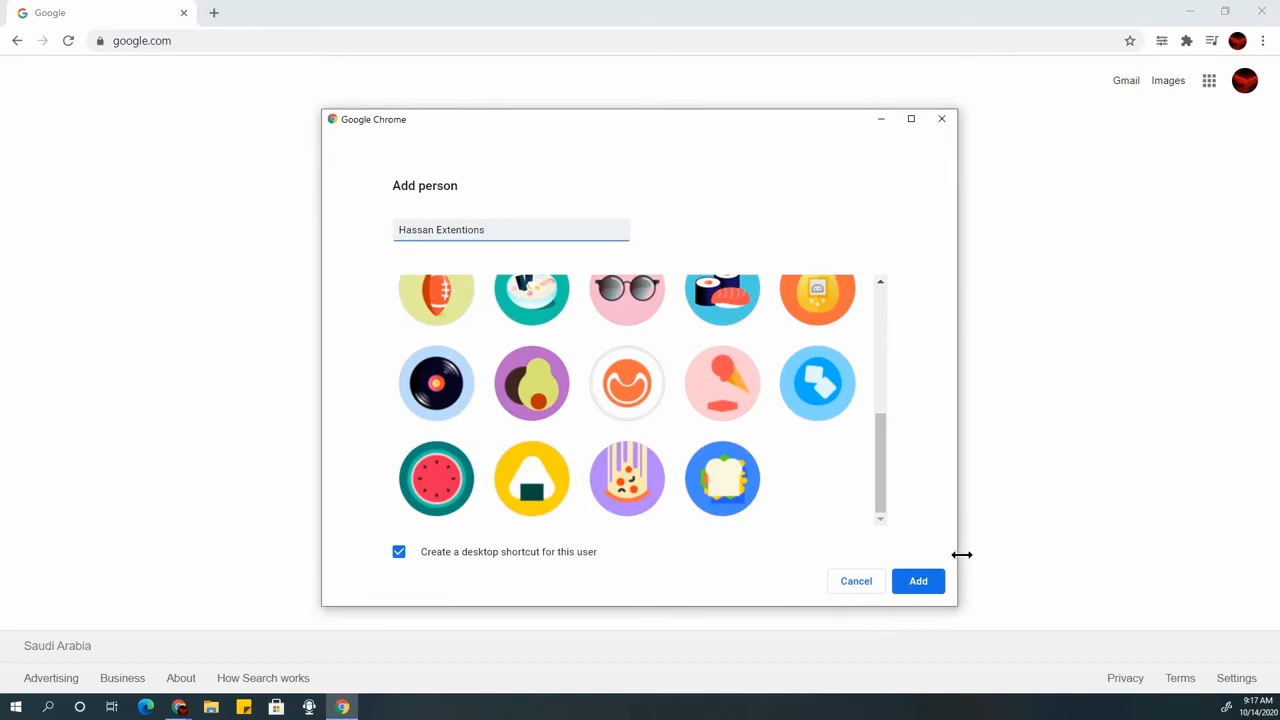 Google
google.com
Gmail Images
Google Chrome
Add person
Hassan Extentions
Create a desktop shortcut for this user
Cancel Add
Saudi Arabia
Advertising Business About How Search works Privacy Terms Settings
9:17 AM
10/14/2020